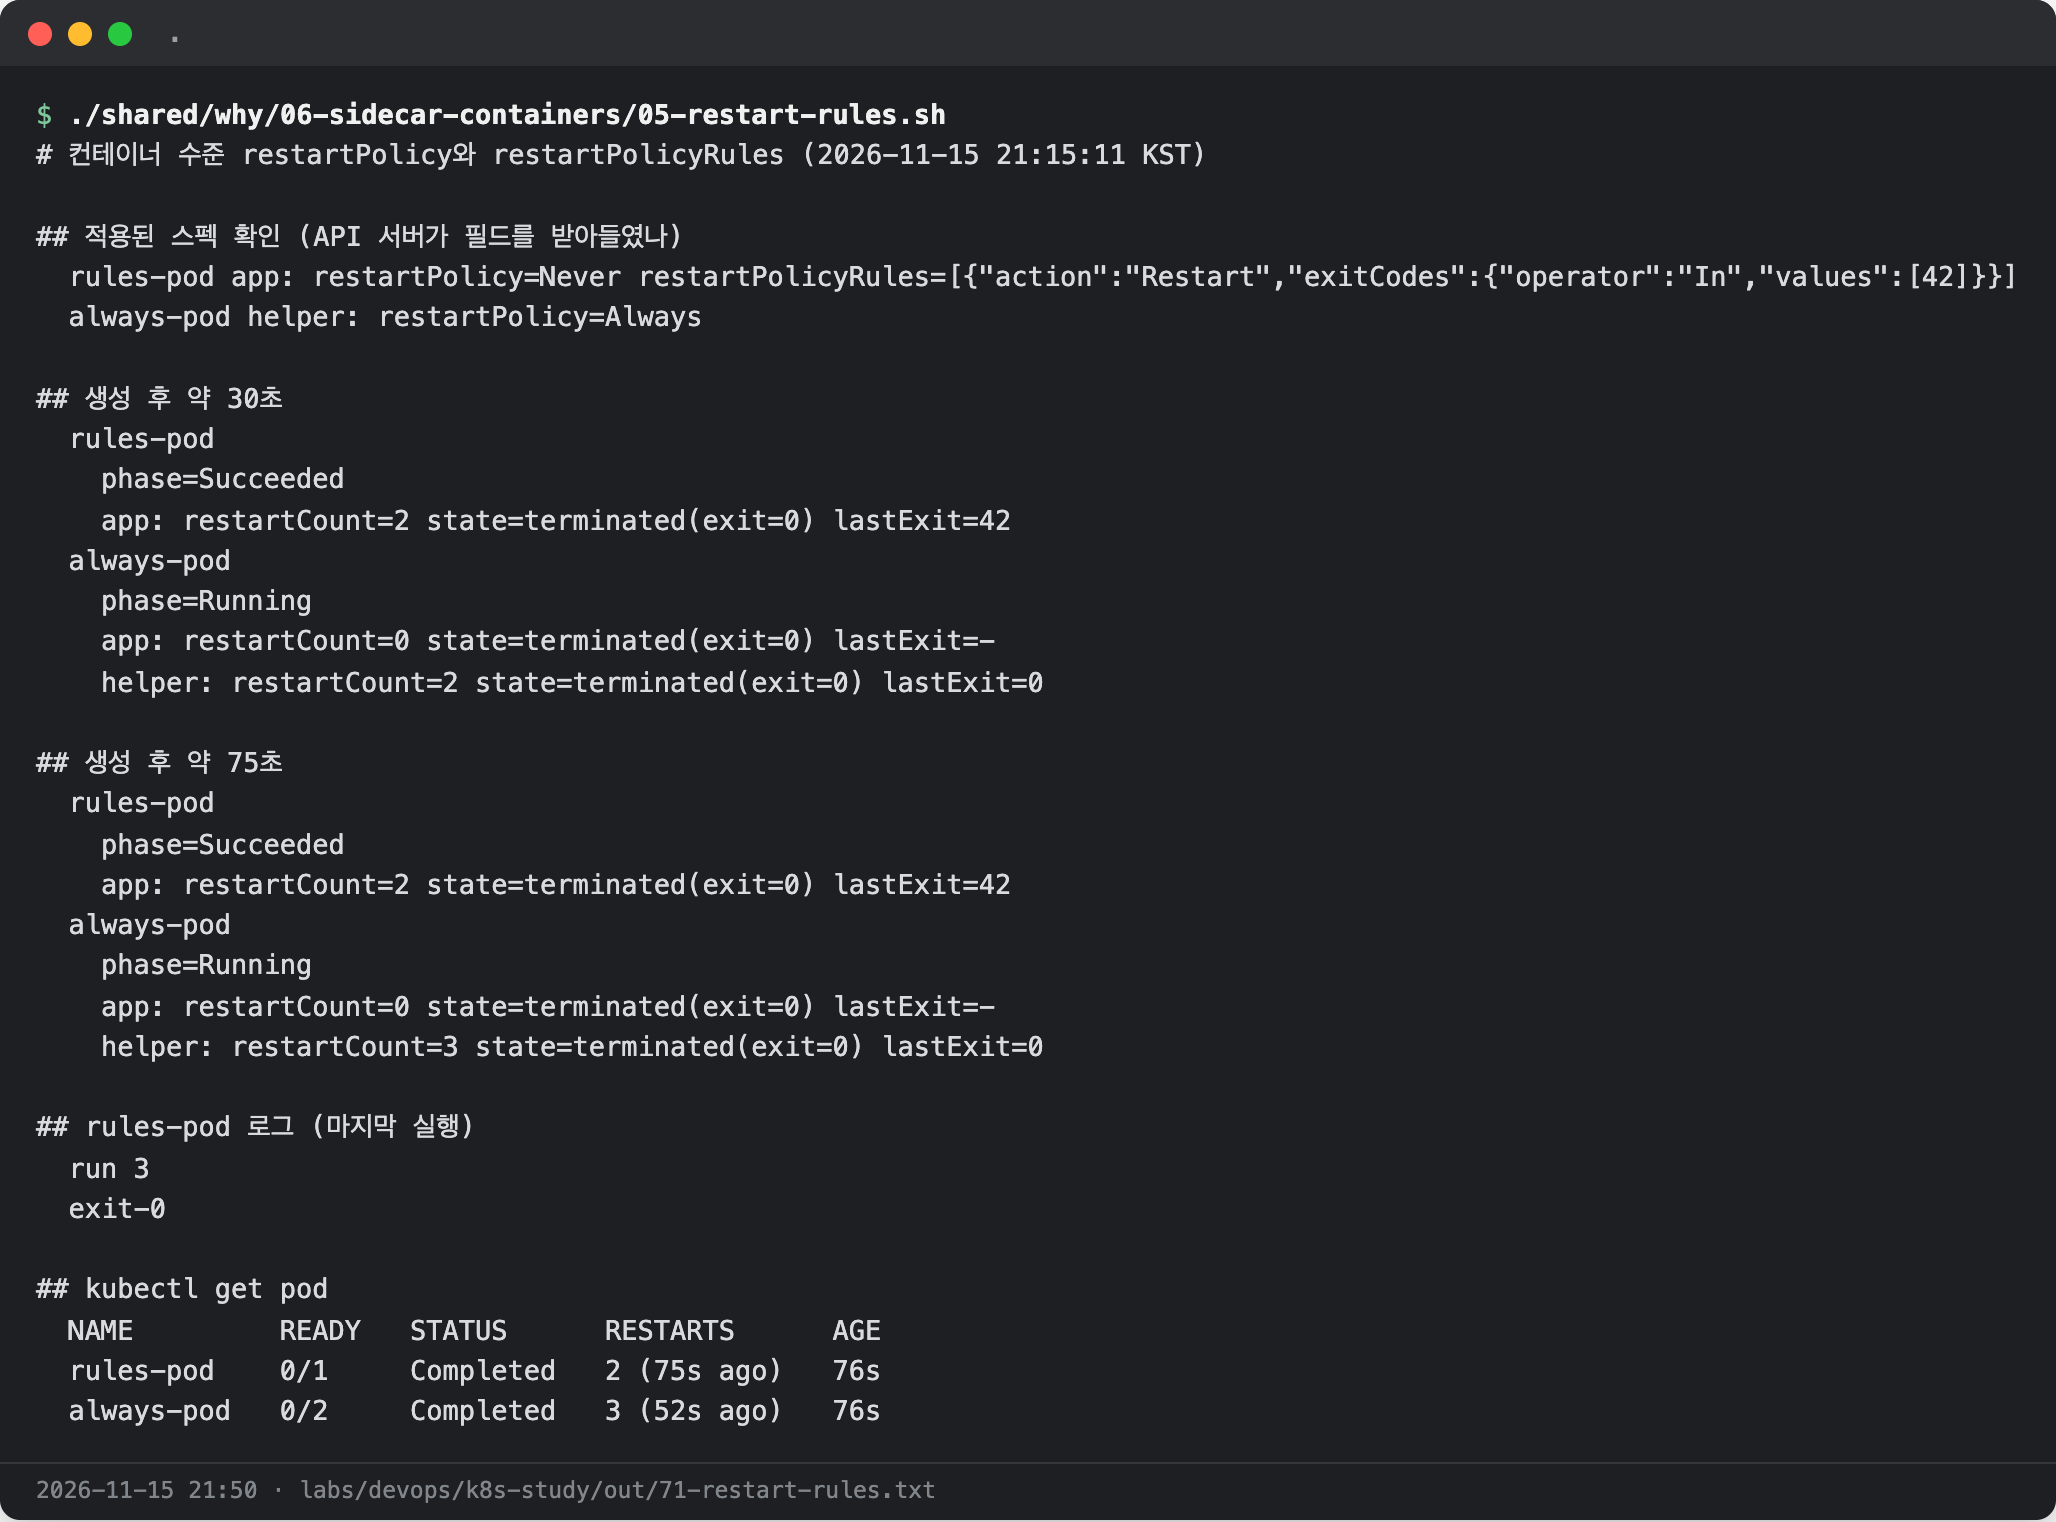 .
$ ./shared/why/06-sidecar-containers/05-restart-rules.sh
# 컨테이너 수준 restartPolicy와 restartPolicyRules (2026-11-15 21:15:11 KST)
## 적용된 스펙 확인 (API 서버가 필드를 받아들였나)
rules-pod app: restartPolicy=Never restartPolicyRules=[{"action":"Restart","exitCodes":{"operator":"In","values":[42]}}]
always-pod helper: restartPolicy=Always
## 생성 후 약 30초
rules-pod
phase=Succeeded
app: restartCount=2 state=terminated(exit=0) lastExit=42
always-pod
phase=Running
app: restartCount=0 state=terminated(exit=0) lastExit=-
helper: restartCount=2 state=terminated(exit=0) lastExit=0
## 생성 후 약 75초
rules-pod
phase=Succeeded
app: restartCount=2 state=terminated(exit=0) lastExit=42
always-pod
phase=Running
app: restartCount=0 state=terminated(exit=0) lastExit=-
helper: restartCount=3 state=terminated(exit=0) lastExit=0
## rules-pod 로그 (마지막 실행)
run 3
exit-0
## kubectl get pod
NAME READY STATUS RESTARTS AGE
rules-pod 0/1 Completed 2 (75s ago) 76s
always-pod 0/2 Completed 3 (52s ago) 76s
2026-11-15 21:50 · labs/devops/k8s-study/out/71-restart-rules.txt